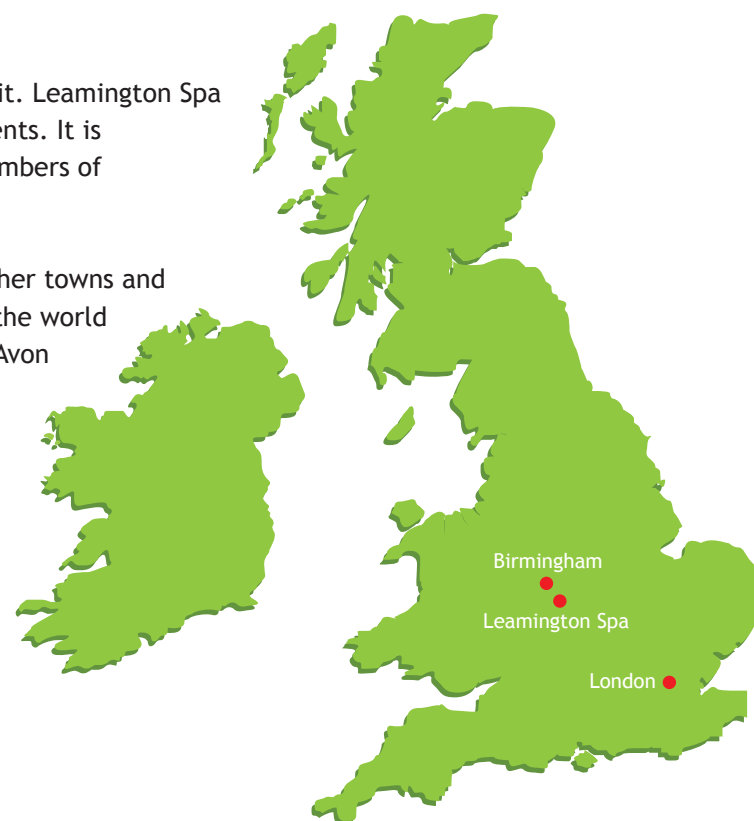 it. Leamington Spa
ents. It is
mbers of
her towns and
the world
Avon
Birmingham
Leamington Spa
London